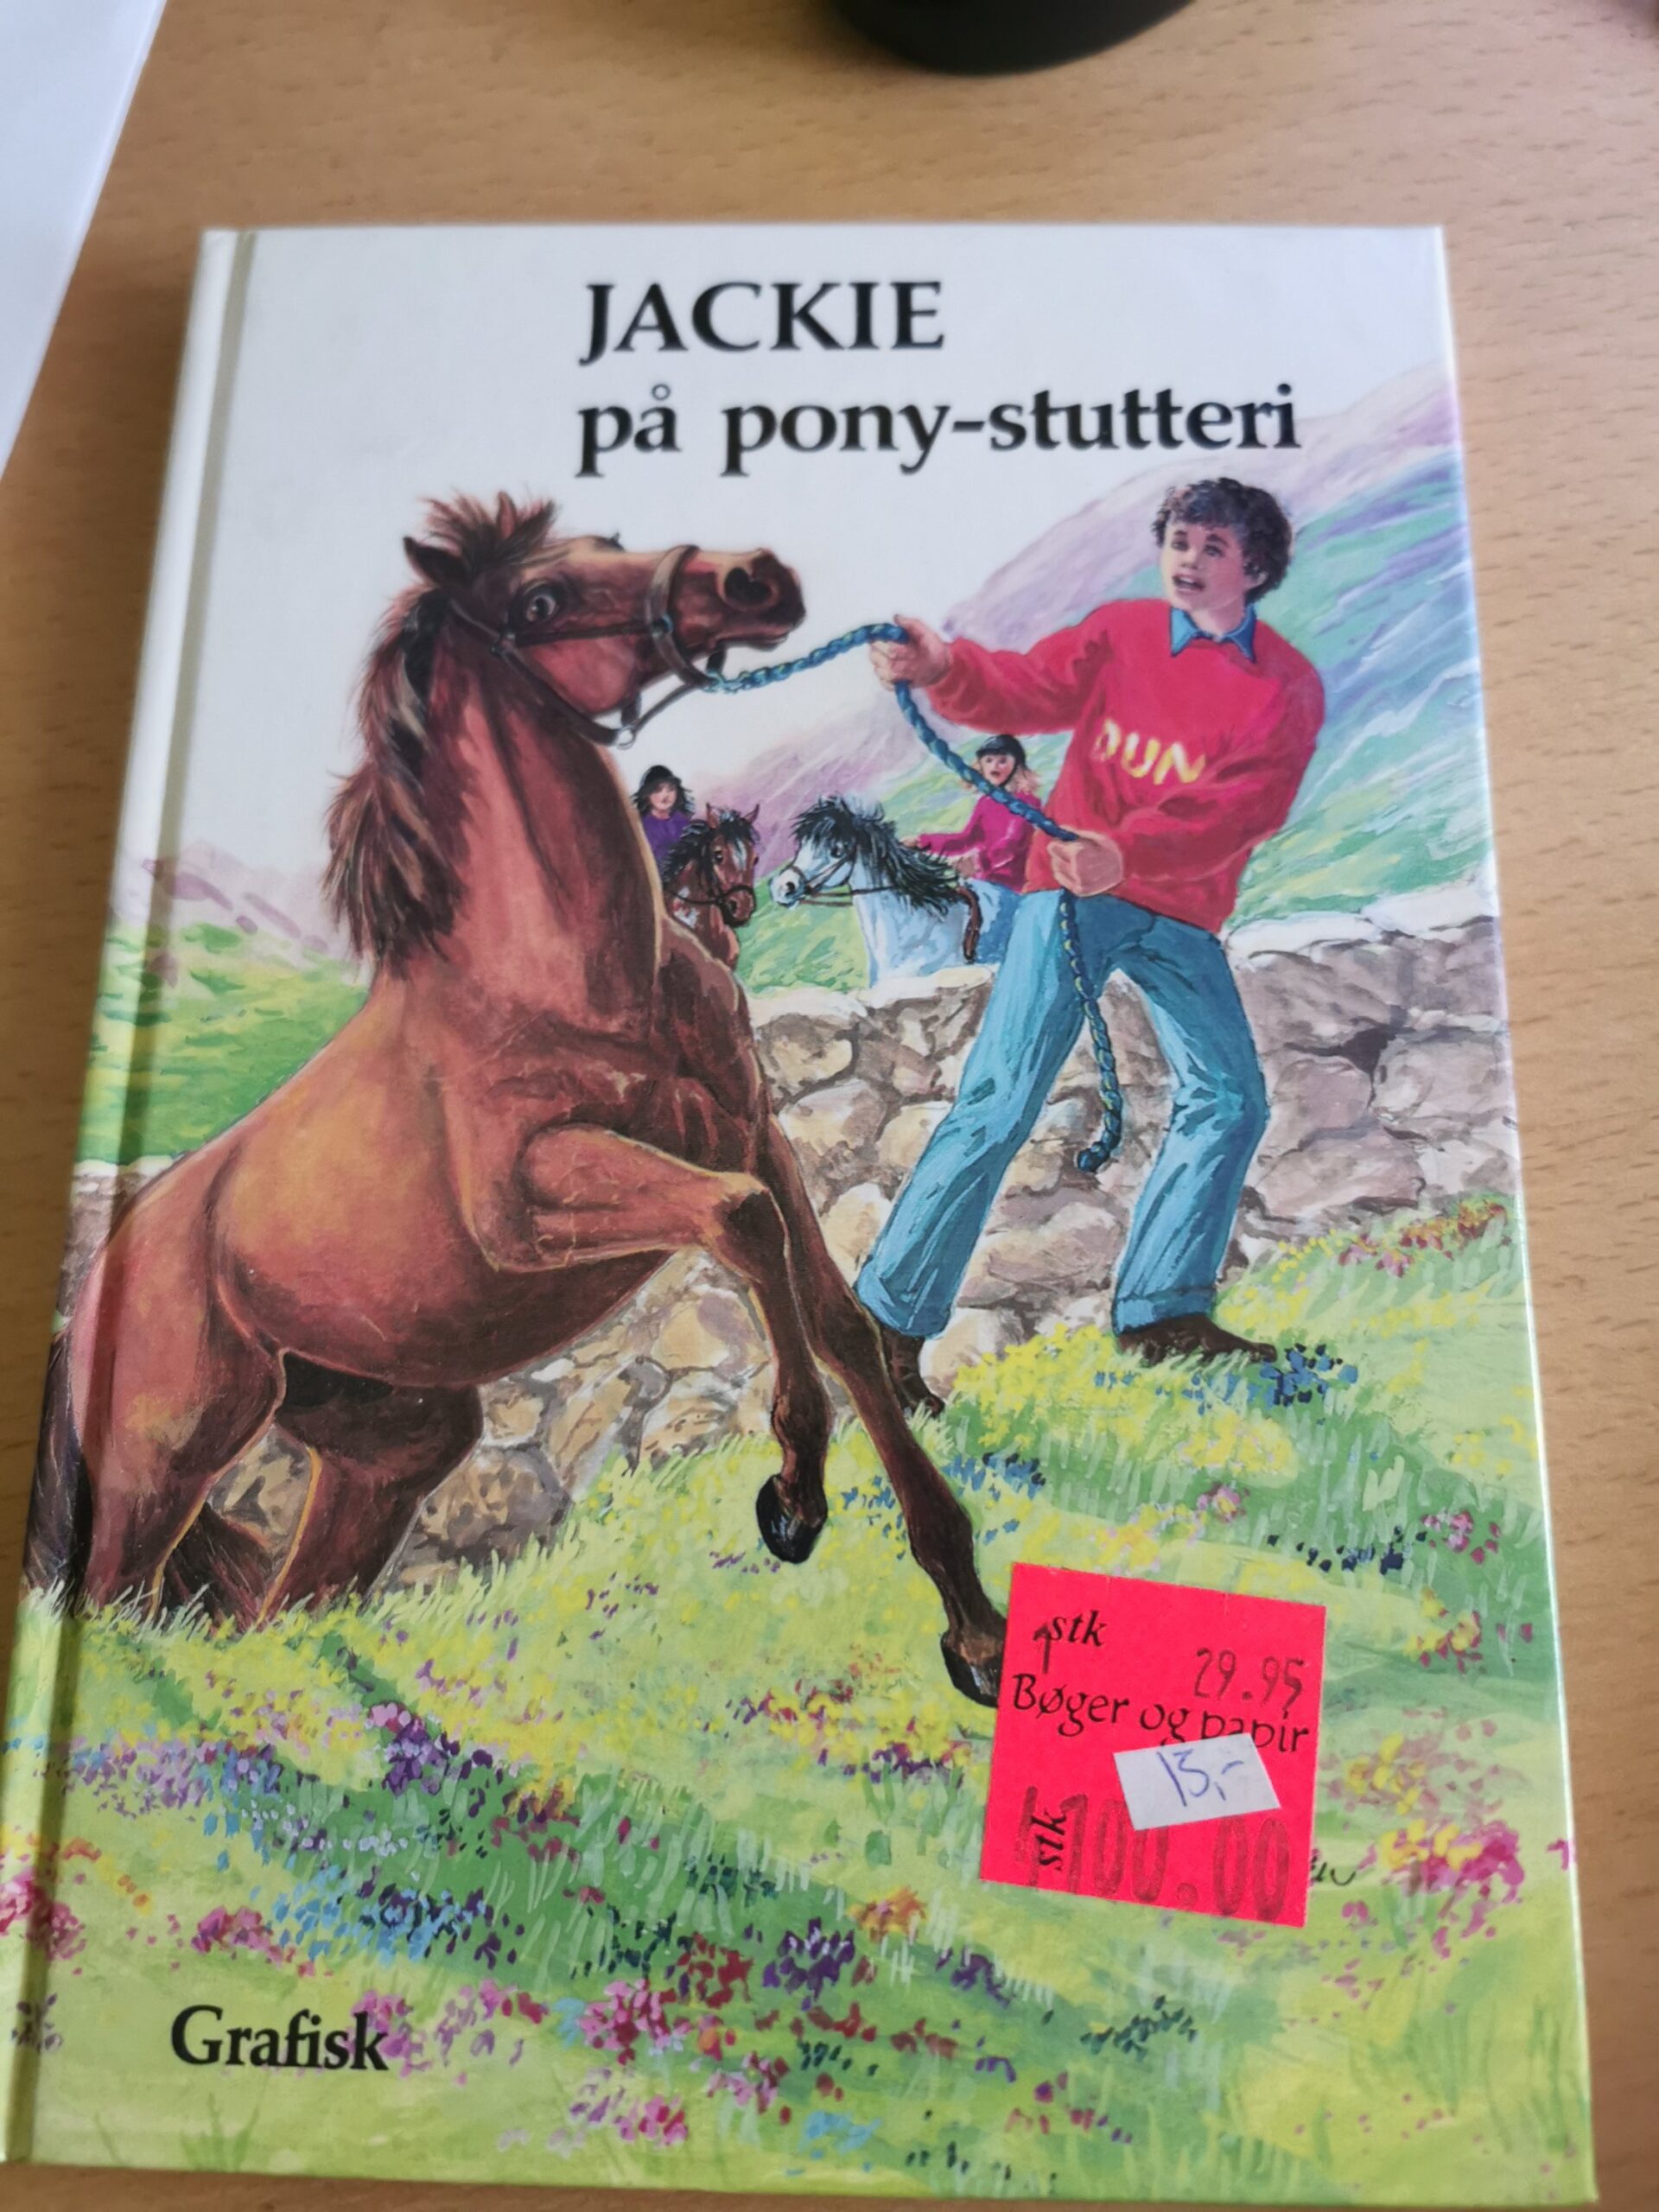 JACKIE
på pony-stutteri
DUN
stk
29.95
Bøger og papir
13,-
stk
100.00
Grafisk